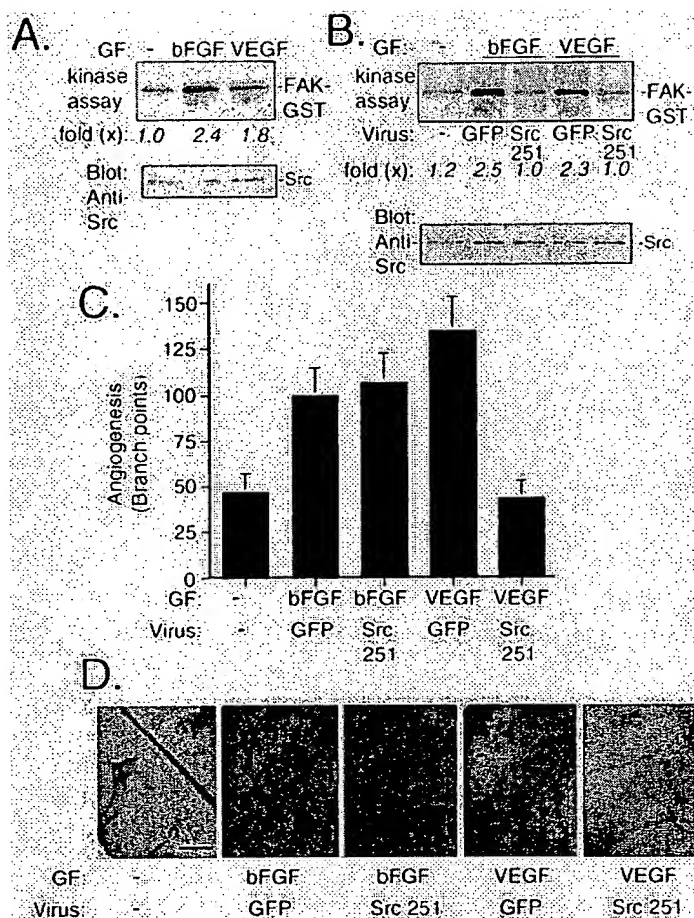 A.
GF: - bFGF VEGF
kinase assay
-FAK-GST
fold (x) 1.0 2.4 1.8
Blot: Anti-Src
-Src
B.
GF: - bFGF VEGF
kinase assay
-FAK-GST
Virus: - GFP Src 251 GFP Src 251
fold (x): 1.2 2.5 1.0 2.3 1.0
Blot: Anti-Src
-Src
C.
Angiogenesis
(Branch points)
150
125
100
75
50
25
0
GF: - bFGF bFGF VEGF VEGF
Virus: - GFP Src 251 GFP Src 251
D.
GF: - bFGF bFGF VEGF VEGF
Virus: - GFP Src 251 GFP Src 251